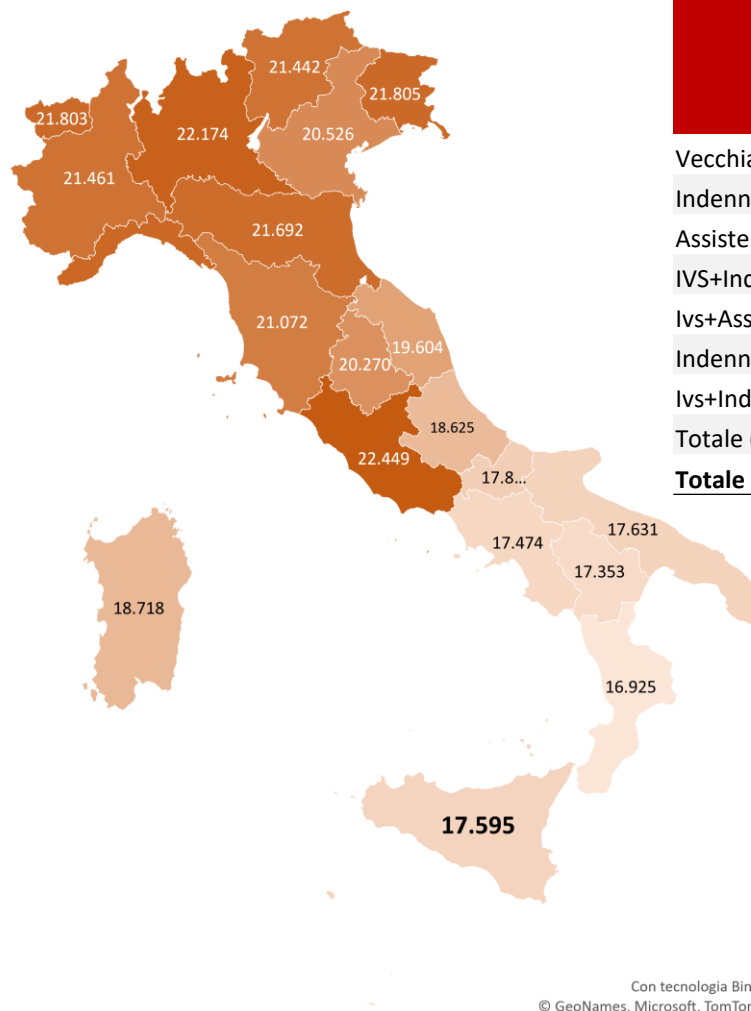 21.442
21.805
21.803
22.174
20.526
21.461
21.692
21.072
19.604
20.270
18.625
22.449
17.8...
17.631
17.474
17.353
18.718
16.925
17.595
Vecchia
Indenn
Assiste
IVS+Ind
Ivs+Ass
Indenn
Ivs+Ind
Totale
Totale
Con tecnologia Bin
© GeoNames, Microsoft, TomTom